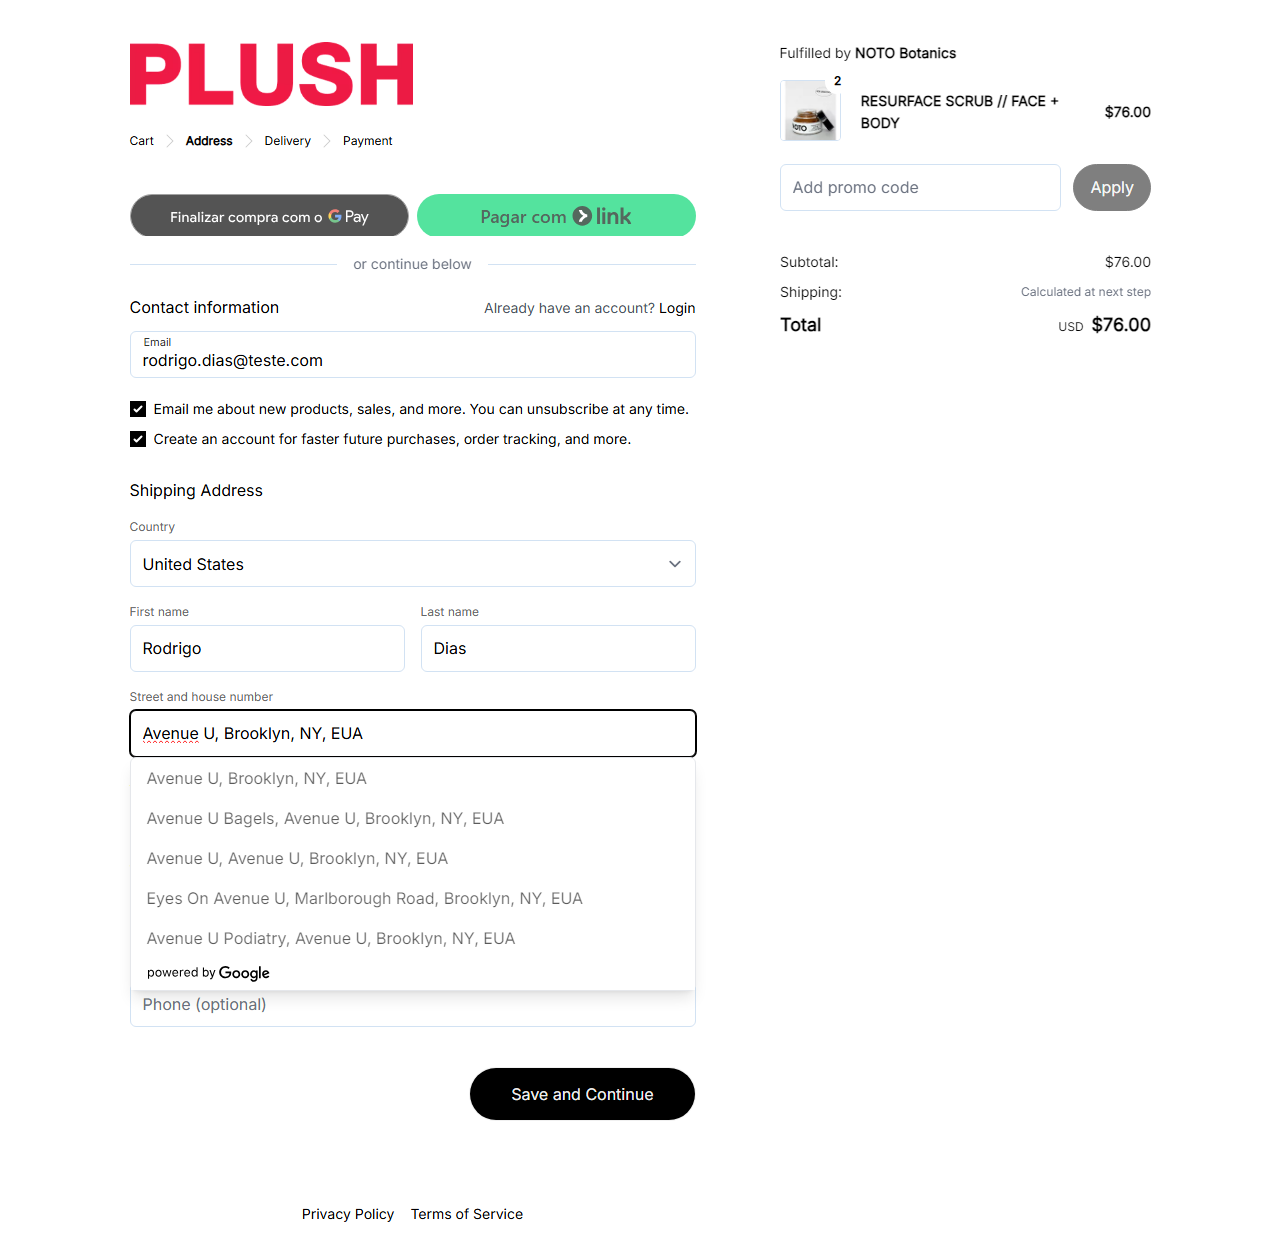 PLUSH
Cart Address Delivery Payment
Finalizar compra com o G Pay
Pagar com link
or continue below
Contact information
Already have an account? Login
Email
rodrigo.dias@teste.com
Email me about new products, sales, and more. You can unsubscribe at any time.
Create an account for faster future purchases, order tracking, and more.
Shipping Address
Country
United States
First name
Last name
Rodrigo
Dias
Street and house number
Avenue U, Brooklyn, NY, EUA
Avenue U, Brooklyn, NY, EUA
Avenue U Bagels, Avenue U, Brooklyn, NY, EUA
Avenue U, Avenue U, Brooklyn, NY, EUA
Eyes On Avenue U, Marlborough Road, Brooklyn, NY, EUA
Avenue U Podiatry, Avenue U, Brooklyn, NY, EUA
powered by Google
Phone (optional)
Save and Continue
Privacy Policy Terms of Service
Fulfilled by NOTO Botanics
2
NOTO
RESURFACE SCRUB // FACE +
BODY
$76.00
Add promo code
Apply
Subtotal: $76.00
Shipping: Calculated at next step
Total USD $76.00